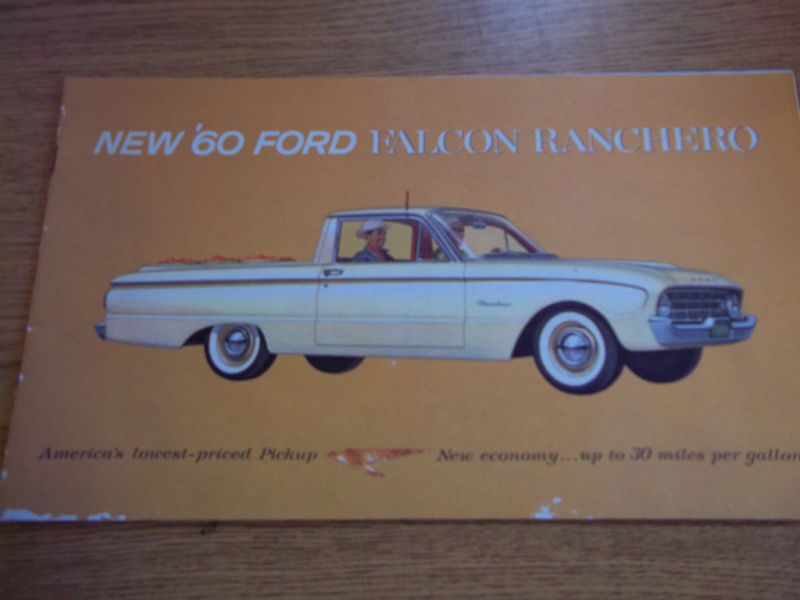 NEW '60 FORD FALCON RANCHERO
America's lowest-priced Pickup New economy...up to 30 miles per gallon